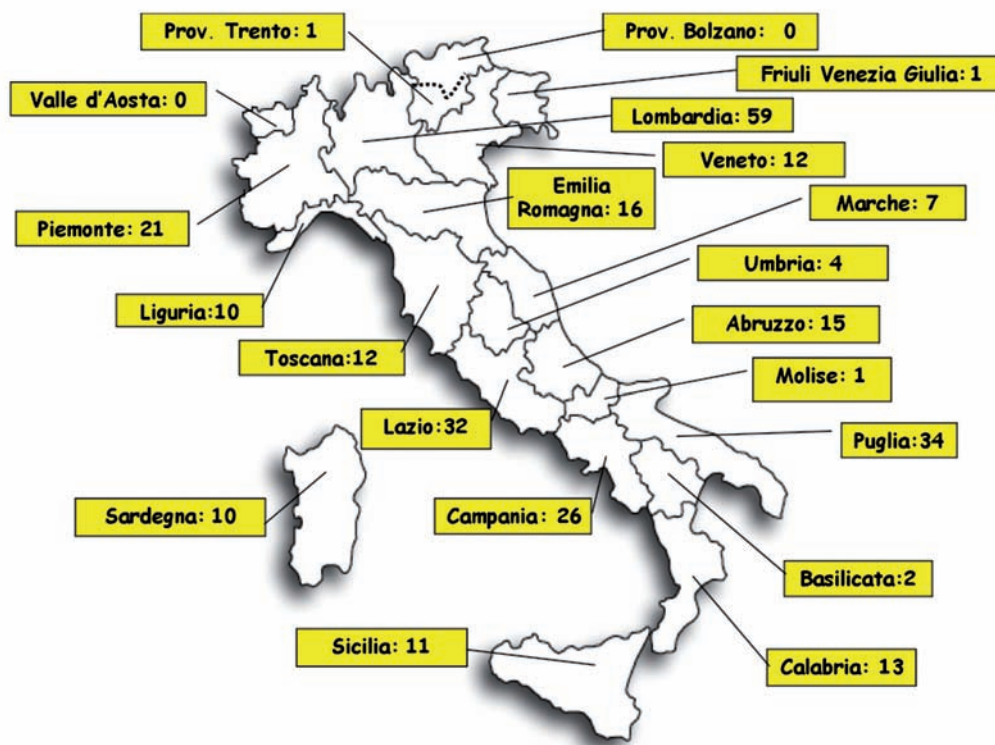 Prov. Trento: 1
Prov. Bolzano: 0
Friuli Venezia Giulia: 1
Valle d'Aosta: 0
Lombardia: 59
Veneto: 12
Emilia
Romagna: 16
Marche: 7
Piemonte: 21
Umbria: 4
Liguria:10
Abruzzo: 15
Toscana:12
Molise: 1
Lazio:32
Puglia:34
Sardegna: 10
Campania: 26
Basilicata:2
Sicilia: 11
Calabria: 13